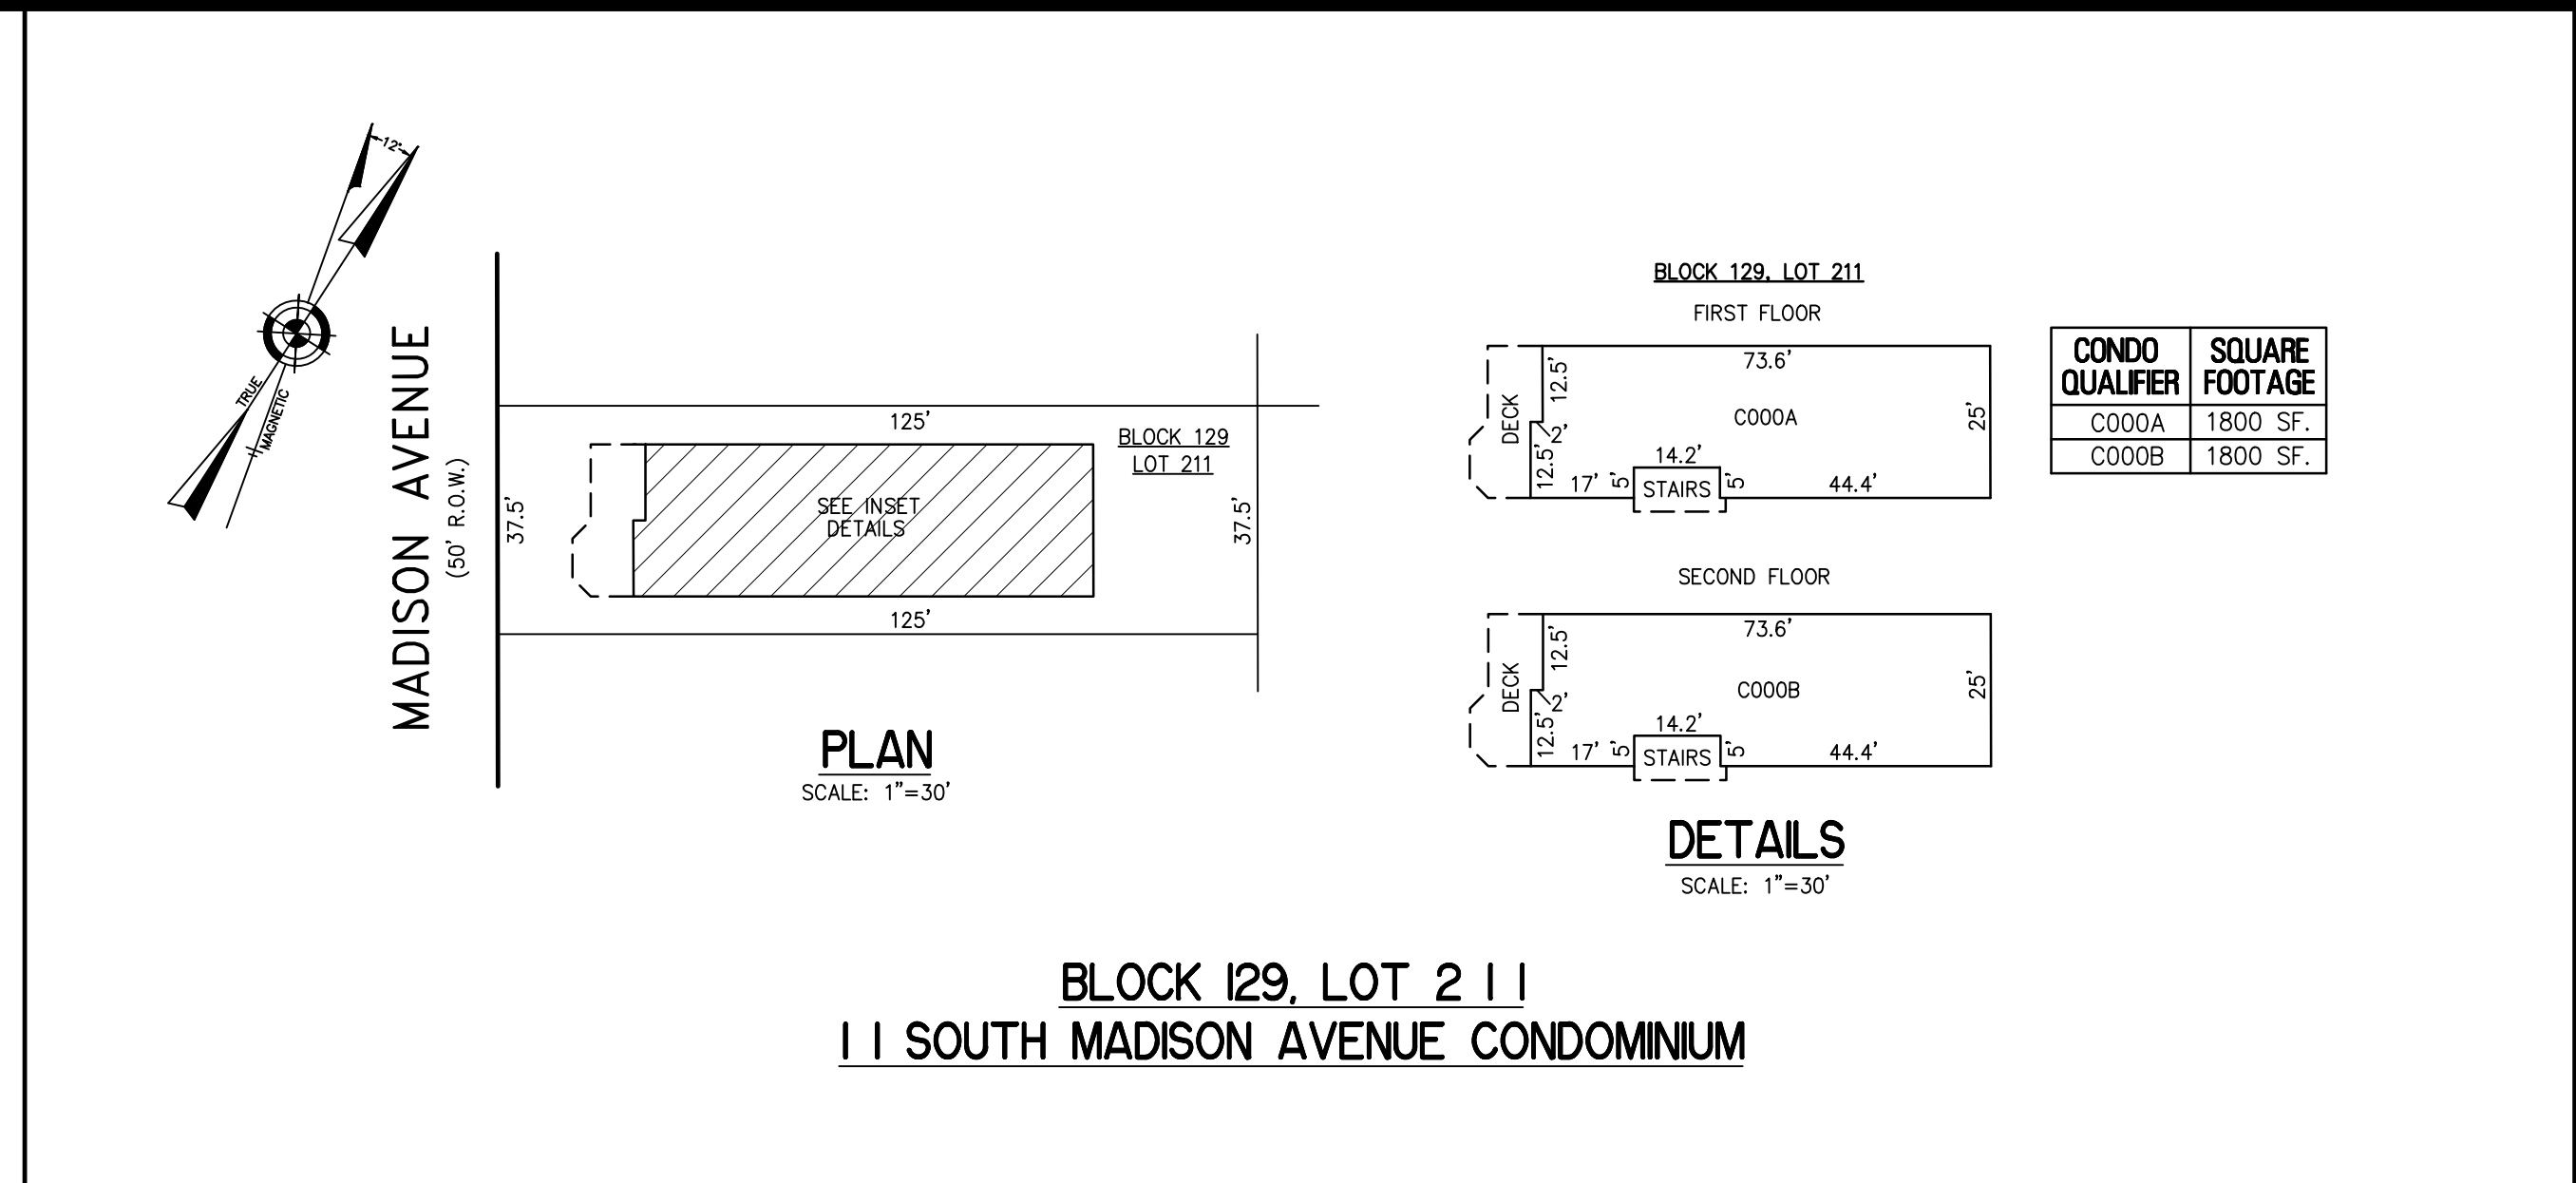 12°
TRUE
MAGNETIC
MADISON AVENUE
(50' R.O.W.)
37.5'
125'
BLOCK 129
LOT 211
SEE INSET
DETAILS
37.5'
125'
PLAN
SCALE: 1"=30'
BLOCK 129, LOT 211
FIRST FLOOR
73.6'
12.5'
DECK
C000A
25'
2'
12.5'
14.2'
17'
5'
STAIRS
5'
44.4'
SECOND FLOOR
73.6'
12.5'
DECK
C000B
25'
2'
12.5'
14.2'
17'
5'
STAIRS
5'
44.4'
DETAILS
SCALE: 1"=30'
CONDO QUALIFIER
SQUARE FOOTAGE
C000A 1800 SF.
C000B 1800 SF.
BLOCK 129, LOT 211
11 SOUTH MADISON AVENUE CONDOMINIUM